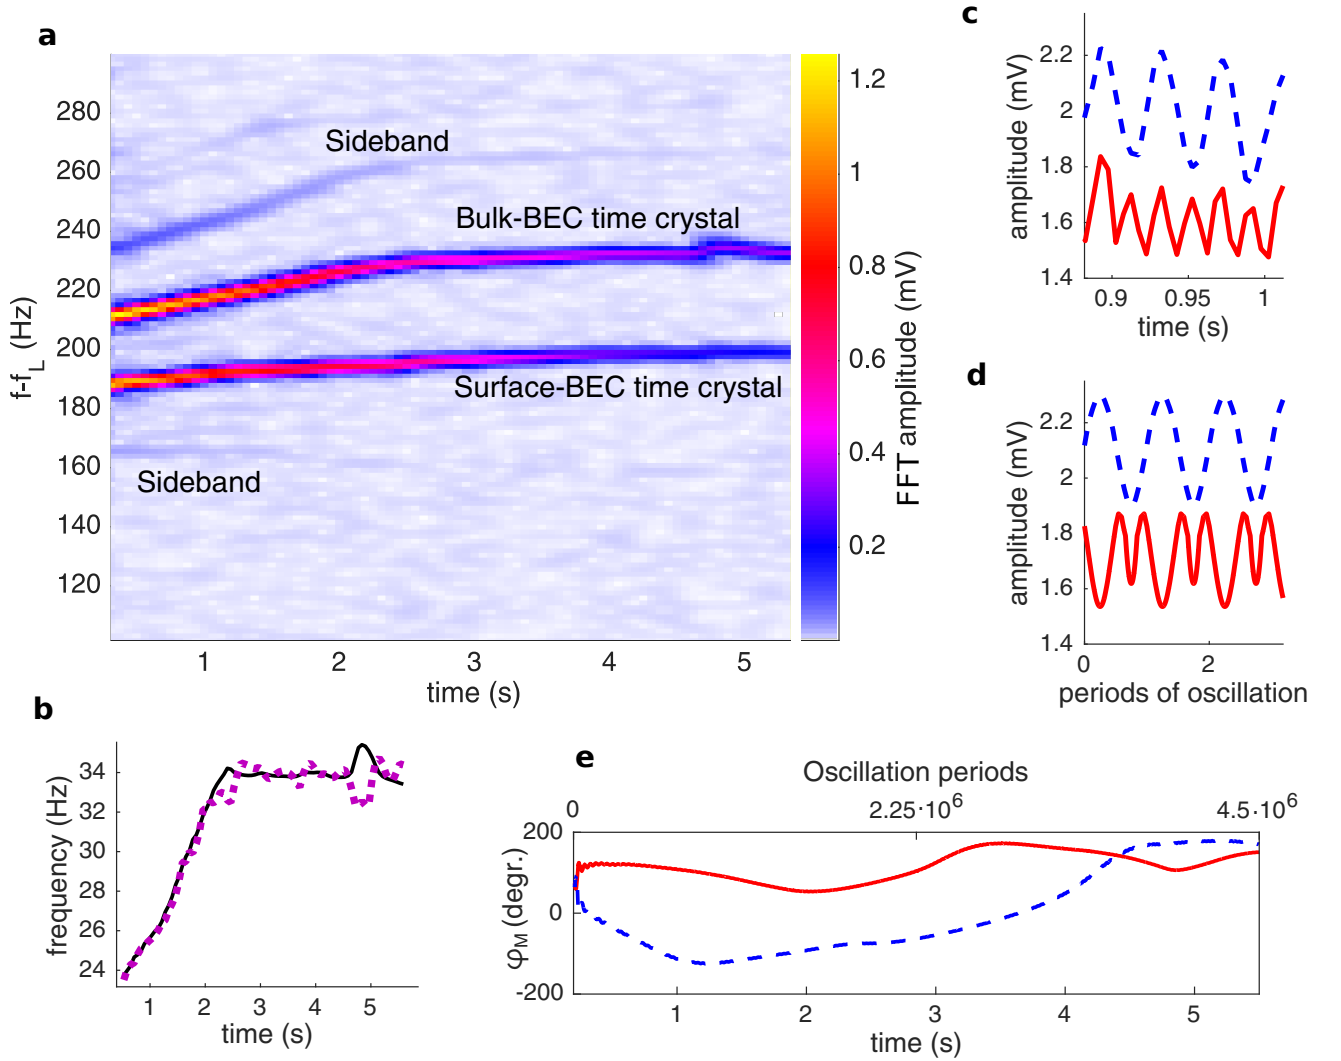 a
280
260
240
220
200
180
160
140
120
f-f_L (Hz)
Sideband
Bulk-BEC time crystal
Surface-BEC time crystal
Sideband
1 2 3 4 5
time (s)
1.2
1
0.8
0.6
0.4
0.2
FFT amplitude (mV)
b
34
32
30
28
26
24
frequency (Hz)
1 2 3 4 5
time (s)
c
2.2
2
1.8
1.6
1.4
amplitude (mV)
0.9 0.95 1
time (s)
d
2.2
2
1.8
1.6
1.4
amplitude (mV)
0 2
periods of oscillation
e
Oscillation periods
0 2.25·10^6 4.5·10^6
200
0
-200
φ_M (degr.)
1 2 3 4 5
time (s)